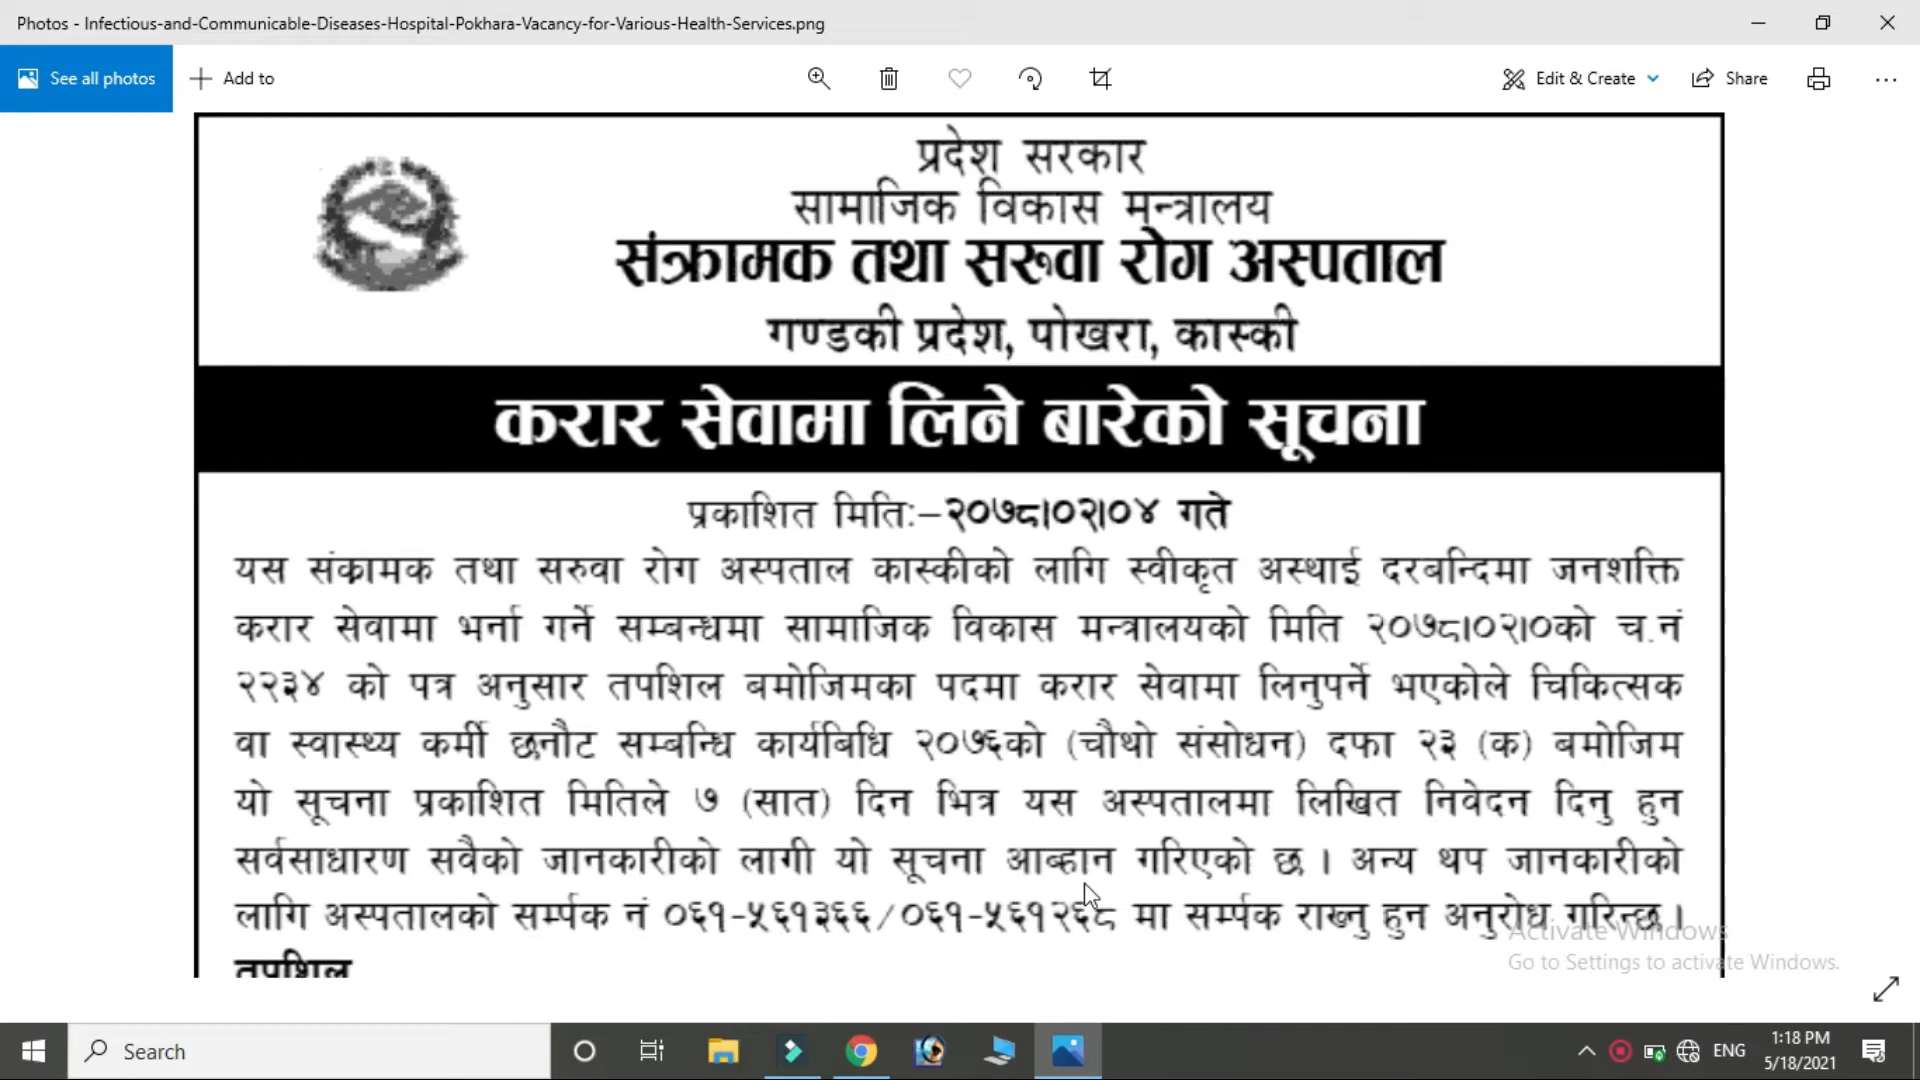 Photos - Infectious-and-Communicable-Diseases-Hospital-Pokhara-Vacancy-for-Various-Health-Services.png
See all photos
Add to
Edit & Create
Share
प्रदेश सरकार
सामाजिक विकास मन्त्रालय
संक्रामक तथा सरुवा रोग अस्पताल
गण्डकी प्रदेश, पोखरा, कास्की
करार सेवामा लिने बारेको सूचना
प्रकाशित मिति:-२०७८।०२।०४ गते
यस संक्रामक तथा सरुवा रोग अस्पताल कास्कीको लागि स्वीकृत अस्थाई दरबन्दिमा जनशक्ति
करार सेवामा भर्ना गर्ने सम्बन्धमा सामाजिक विकास मन्त्रालयको मिति २०७८।०२।०को च.नं
२२३४ को पत्र अनुसार तपशिल बमोजिमका पदमा करार सेवामा लिनुपर्ने भएकोले चिकित्सक
वा स्वास्थ्य कर्मी छनौट सम्बन्धि कार्यबिधि २०७६को (चौथो संसोधन) दफा २३ (क) बमोजिम
यो सूचना प्रकाशित मितिले ७ (सात) दिन भित्र यस अस्पतालमा लिखित निवेदन दिनु हुन
सर्वसाधारण सवैको जानकारीको लागी यो सूचना आब्हान गरिएको छ । अन्य थप जानकारीको
लागि अस्पतालको सर्म्पक नं ०६१-५६१३६६/०६१-५६१२६८ मा सर्म्पक राख्नु हुन अनुरोध गरिन्छ ।
तपशिल
Activate Windows
Go to Settings to activate Windows.
Search
ENG
1:18 PM
5/18/2021